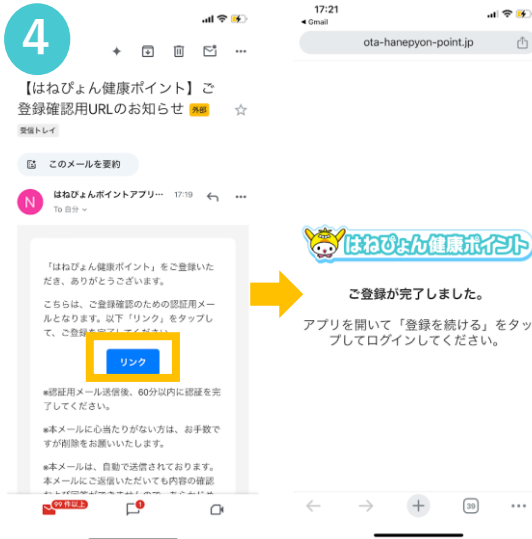 4
【はねぴょん健康ポイント】ご
登録確認用URLのお知らせ 外部
受信トレイ
このメールを要約
N
はねぴょんポイントアプリ… 17:19
To 自分
「はねぴょん健康ポイント」をご登録いた
だき、ありがとうございます。
こちらは、ご登録確認のための認証用メー
ルとなります。以下「リンク」をタップし
て、ご登録を完了してください。
リンク
※認証用メール送信後、60分以内に認証を完
了してください。
※本メールに心当たりがない方は、お手数で
すが削除をお願いいたします。
※本メールは、自動で送信されております。
本メールにご返信いただいても内容の確認
99 件以上
17:21
Gmail
ota-hanepyon-point.jp
はねぴょん健康ポイント
ご登録が完了しました。
アプリを開いて「登録を続ける」をタッ
プしてログインしてください。
39